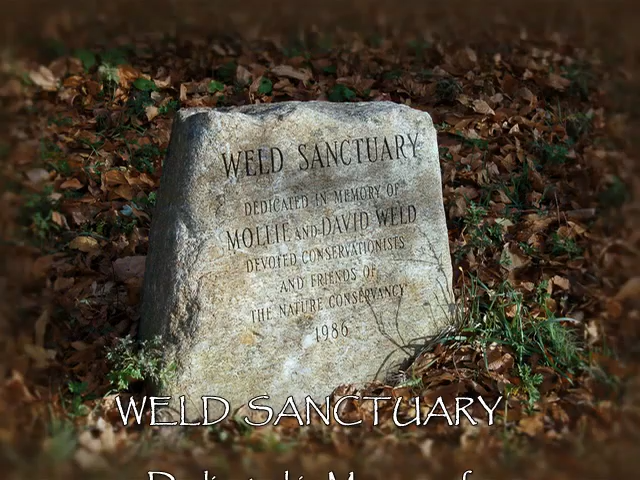 WELD SANCTUARY
DEDICATED IN MEMORY OF
MOLLIE AND DAVID WELD
DEVOTED CONSERVATIONISTS
AND FRIENDS OF
THE NATURE CONSERVANCY
1986
WELD SANCTUARY